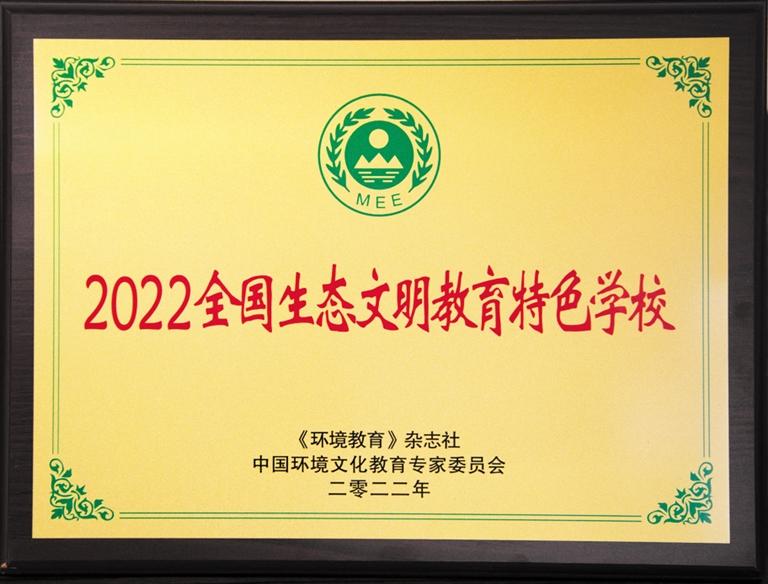 MEE
2022全国生态文明教育特色学校
《环境教育》杂志社
中国环境文化教育专家委员会
二零二二年